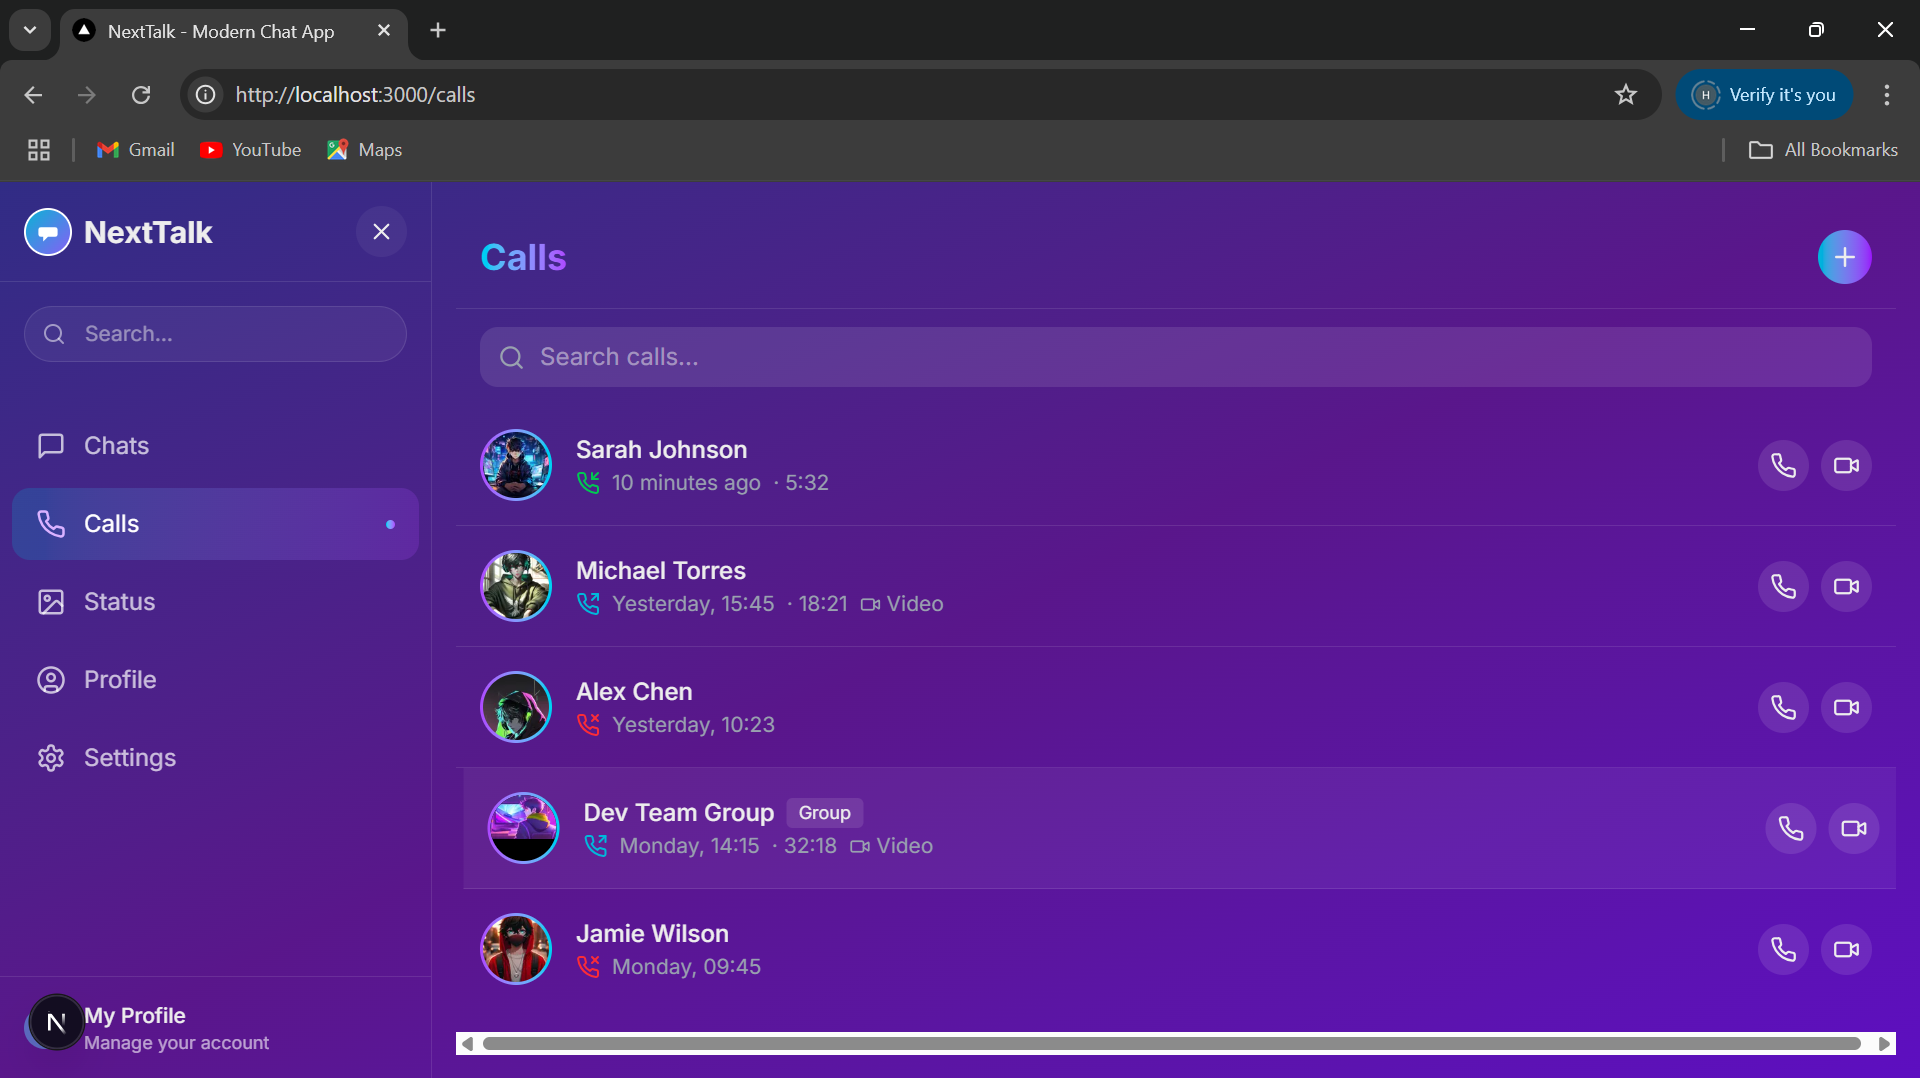 NextTalk - Modern Chat App
http://localhost:3000/calls
H
Verify it's you
Gmail
YouTube
Maps
All Bookmarks
NextTalk
Search...
Chats
Calls
Status
Profile
Settings
N
My Profile
Manage your account
Calls
Search calls...
Sarah Johnson
10 minutes ago · 5:32
Michael Torres
Yesterday, 15:45 · 18:21 Video
Alex Chen
Yesterday, 10:23
Dev Team Group Group
Monday, 14:15 · 32:18 Video
Jamie Wilson
Monday, 09:45